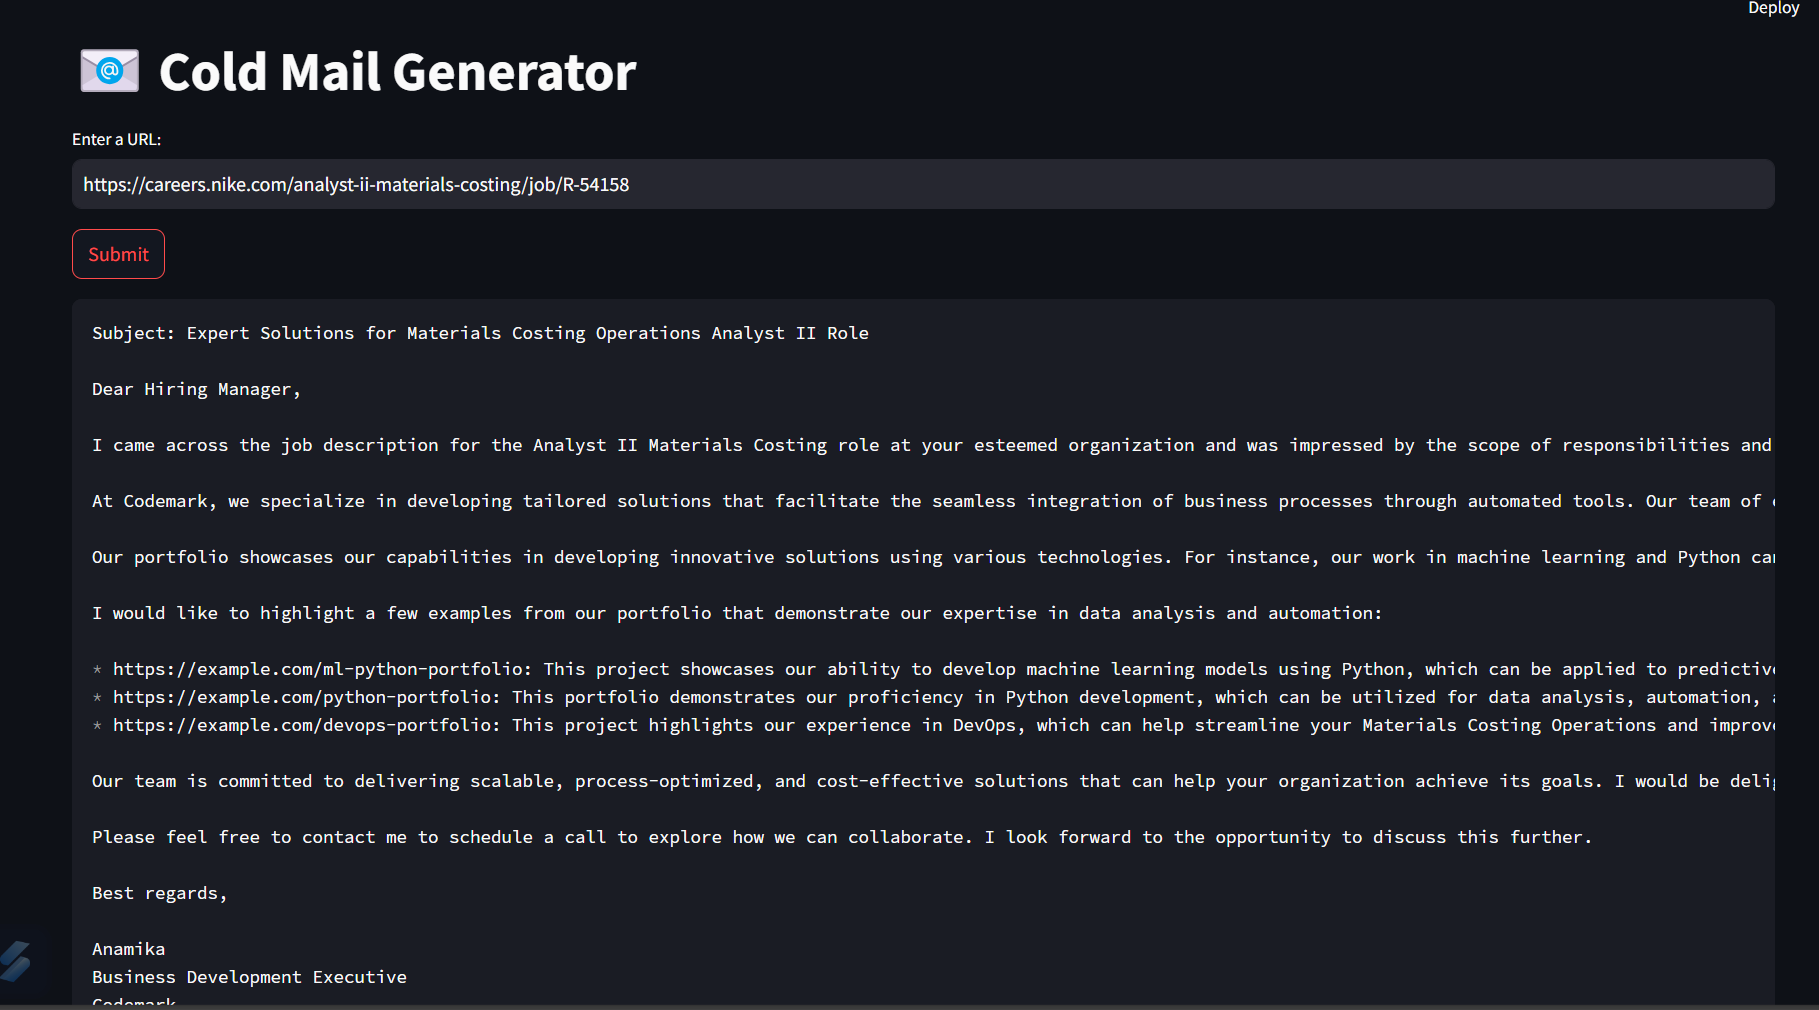 Deploy
Cold Mail Generator
Enter a URL:
https://careers.nike.com/analyst-ii-materials-costing/job/R-54158
Submit
Subject: Expert Solutions for Materials Costing Operations Analyst II Role
Dear Hiring Manager,
I came across the job description for the Analyst II Materials Costing role at your esteemed organization and was impressed by the scope of responsibilities and
At Codemark, we specialize in developing tailored solutions that facilitate the seamless integration of business processes through automated tools. Our team of
Our portfolio showcases our capabilities in developing innovative solutions using various technologies. For instance, our work in machine learning and Python can
I would like to highlight a few examples from our portfolio that demonstrate our expertise in data analysis and automation:
* https://example.com/ml-python-portfolio: This project showcases our ability to develop machine learning models using Python, which can be applied to predictive
* https://example.com/python-portfolio: This portfolio demonstrates our proficiency in Python development, which can be utilized for data analysis, automation,
* https://example.com/devops-portfolio: This project highlights our experience in DevOps, which can help streamline your Materials Costing Operations and improve
Our team is committed to delivering scalable, process-optimized, and cost-effective solutions that can help your organization achieve its goals. I would be
Please feel free to contact me to schedule a call to explore how we can collaborate. I look forward to the opportunity to discuss this further.
Best regards,
Anamika
Business Development Executive
Codemark